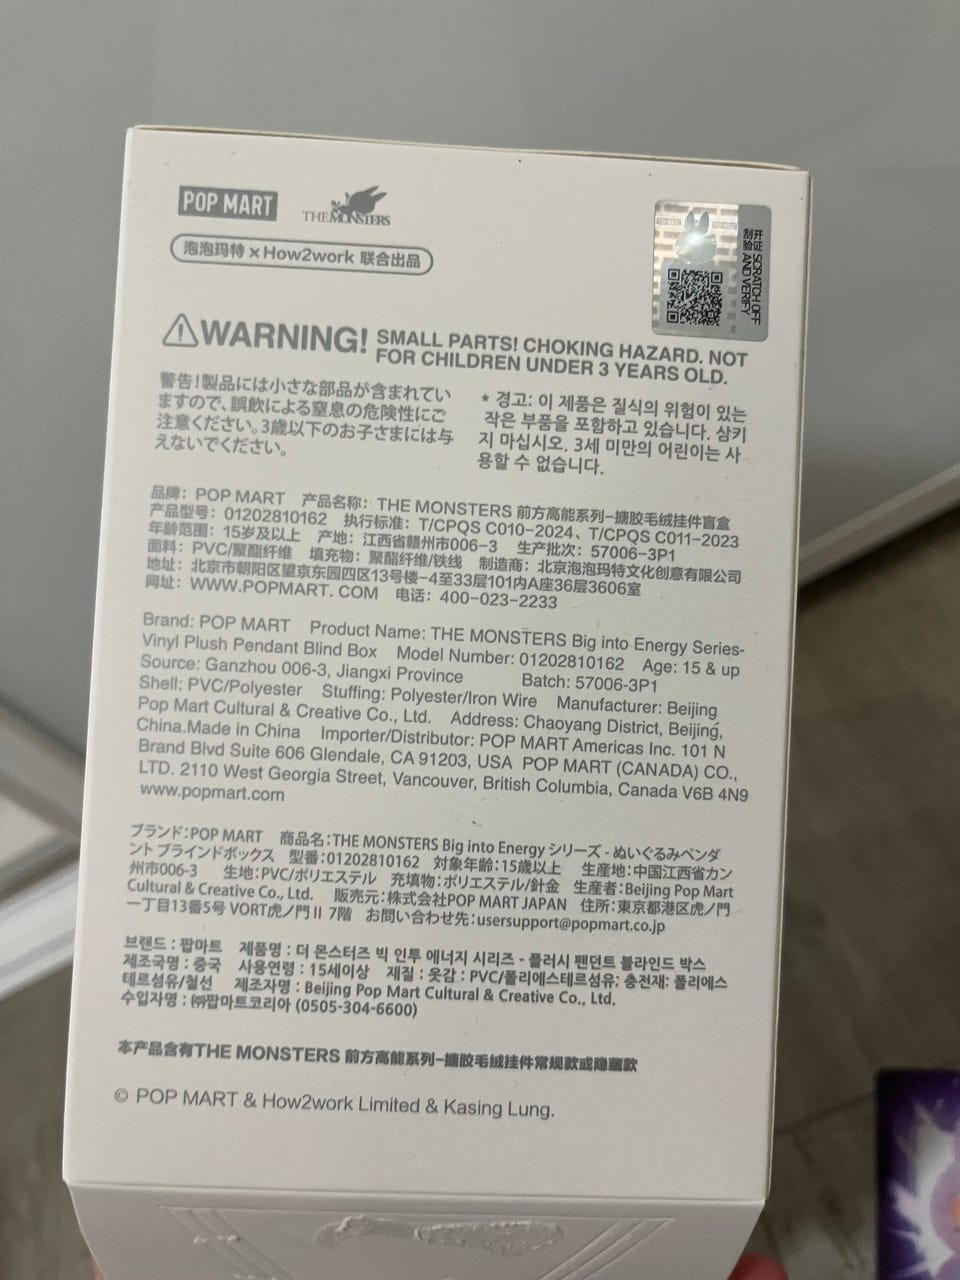 POP MART
THE MONSTERS
泡泡玛特 × How2work 联合出品
刮开验证 SCRATCH OFF AND VERIFY
WARNING! SMALL PARTS! CHOKING HAZARD. NOT
FOR CHILDREN UNDER 3 YEARS OLD.
警告!製品には小さな部品が含まれてい
ますので、誤飲による窒息の危険性にご
注意ください。3歳以下のお子さまには与
えないでください。
* 경고: 이 제품은 질식의 위험이 있는
작은 부품을 포함하고 있습니다. 삼키
지 마십시오. 3세 미만의 어린이는 사
용할 수 없습니다.
品牌: POP MART 产品名称: THE MONSTERS 前方高能系列-搪胶毛绒挂件盲盒
产品型号: 01202810162 执行标准: T/CPQS C010-2024、T/CPQS C011-2023
年龄范围: 15岁及以上 产地: 江西省赣州市006-3 生产批次: 57006-3P1
面料: PVC/聚酯纤维 填充物: 聚酯纤维/铁线 制造商: 北京泡泡玛特文化创意有限公司
地址: 北京市朝阳区望京东园四区13号楼-4至33层101内A座36层3606室
网址: WWW.POPMART. COM 电话: 400-023-2233
Brand: POP MART Product Name: THE MONSTERS Big into Energy Series-
Vinyl Plush Pendant Blind Box Model Number: 01202810162 Age: 15 & up
Source: Ganzhou 006-3, Jiangxi Province Batch: 57006-3P1
Shell: PVC/Polyester Stuffing: Polyester/Iron Wire Manufacturer: Beijing
Pop Mart Cultural & Creative Co., Ltd. Address: Chaoyang District, Beijing,
China.Made in China Importer/Distributor: POP MART Americas Inc. 101 N
Brand Blvd Suite 606 Glendale, CA 91203, USA POP MART (CANADA) CO.,
LTD. 2110 West Georgia Street, Vancouver, British Columbia, Canada V6B 4N9
www.popmart.com
ブランド:POP MART 商品名:THE MONSTERS Big into Energy シリーズ - ぬいぐるみペンダ
ント ブラインドボックス 型番:01202810162 対象年齢:15歳以上 生産地:中国江西省カン
州市006-3 生地:PVC/ポリエステル 充填物:ポリエステル/針金 生産者:Beijing Pop Mart
Cultural & Creative Co., Ltd. 販売元:株式会社POP MART JAPAN 住所:東京都港区虎ノ門
一丁目13番5号 VORT虎ノ門 II 7階 お問い合わせ先:usersupport@popmart.co.jp
브랜드 : 팝마트 제품명 : 더 몬스터즈 빅 인투 에너지 시리즈 - 플러시 펜던트 블라인드 박스
제조국명 : 중국 사용연령 : 15세이상 재질 : 옷감 : PVC/폴리에스테르섬유; 충전재: 폴리에스
테르섬유/철선 제조자명 : Beijing Pop Mart Cultural & Creative Co., Ltd.
수입자명 : ㈜팝마트코리아 (0505-304-6600)
本产品含有THE MONSTERS 前方高能系列-搪胶毛绒挂件常规款或隐藏款
© POP MART & How2work Limited & Kasing Lung.